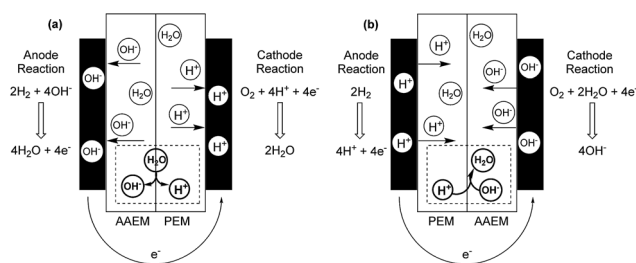 (a)
Anode
Reaction
2H₂ + 4OH⁻
4H₂O + 4e⁻
OH⁻
OH⁻
OH⁻
OH⁻
H₂O
H₂O
H⁺
H⁺
H⁺
H⁺
H₂O
OH⁻
H⁺
AAEM
PEM
e⁻
Cathode
Reaction
O₂ + 4H⁺ + 4e⁻
2H₂O
(b)
Anode
Reaction
2H₂
4H⁺ + 4e⁻
H⁺
H⁺
H⁺
H⁺
H₂O
H₂O
OH⁻
OH⁻
OH⁻
OH⁻
H₂O
H⁺
OH⁻
PEM
AAEM
e⁻
Cathode
Reaction
O₂ + 2H₂O + 4e⁻
4OH⁻